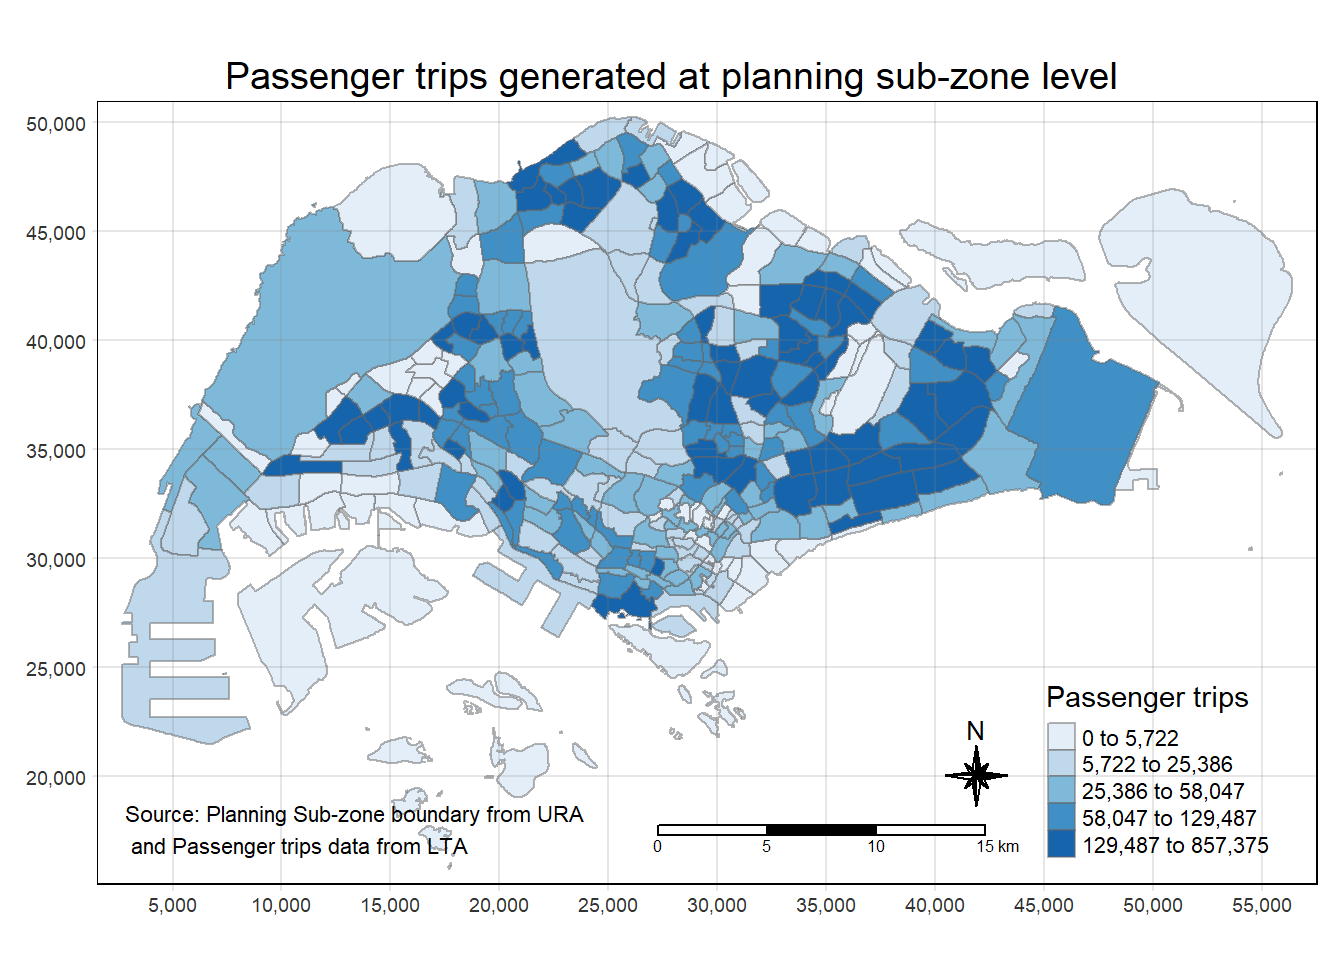 Passenger trips generated at planning sub-zone level
50,000
45,000
40,000
35,000
30,000
25,000
20,000
Passenger trips
0 to 5,722
5,722 to 25,386
25,386 to 58,047
58,047 to 129,487
129,487 to 857,375
N
0 5 10 15 km
Source: Planning Sub-zone boundary from URA
and Passenger trips data from LTA
5,000 10,000 15,000 20,000 25,000 30,000 35,000 40,000 45,000 50,000 55,000